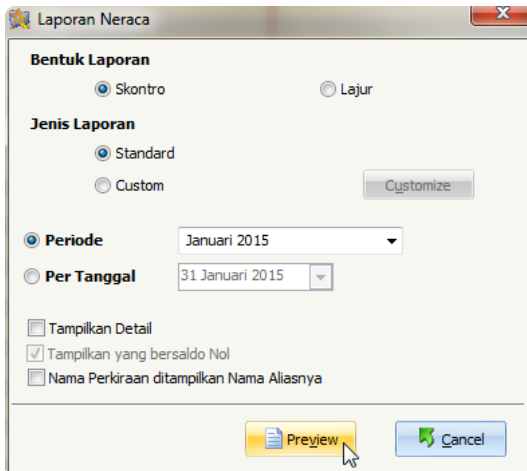 Laporan Neraca
Bentuk Laporan
Skontro Lajur
Jenis Laporan
Standard
Custom Customize
Periode Januari 2015
Per Tanggal 31 Januari 2015
Tampilkan Detail
Tampilkan yang bersaldo Nol
Nama Perkiraan ditampilkan Nama Aliasnya
Preview Cancel